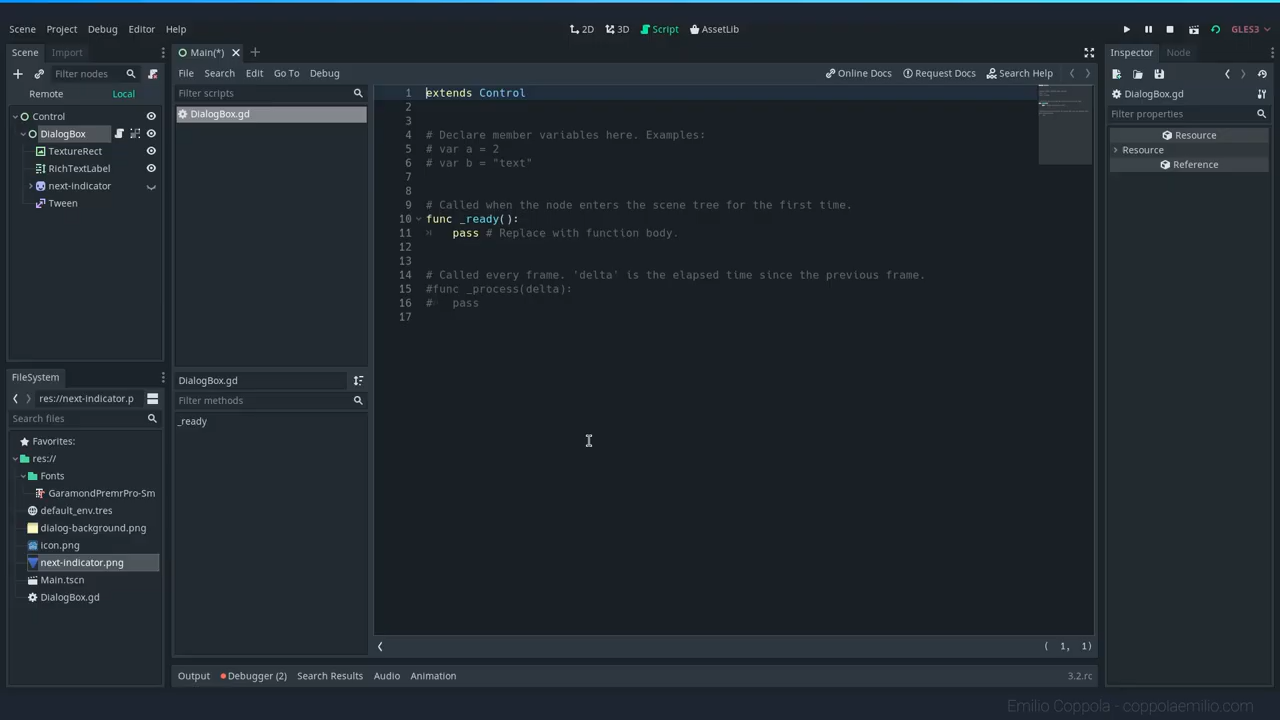 Scene Project Debug Editor Help
2D 3D Script AssetLib
GLES3
Scene Import
Filter nodes
Remote Local
Control
DialogBox
TextureRect
RichTextLabel
next-indicator
Tween
FileSystem
res://next-indicator.p
Search files
Favorites:
res://
Fonts
GaramondPremrPro-Sm
default_env.tres
dialog-background.png
icon.png
next-indicator.png
Main.tscn
DialogBox.gd
Main(*)
File Search Edit Go To Debug
Online Docs Request Docs Search Help
Filter scripts
DialogBox.gd
DialogBox.gd
Filter methods
_ready
1 extends Control
2
3
4 # Declare member variables here. Examples:
5 # var a = 2
6 # var b = "text"
7
8
9 # Called when the node enters the scene tree for the first time.
10 func _ready():
11 pass # Replace with function body.
12
13
14 # Called every frame. 'delta' is the elapsed time since the previous frame.
15 #func _process(delta):
16 # pass
17
( 1, 1)
Output Debugger (2) Search Results Audio Animation
3.2.rc
Inspector Node
DialogBox.gd
Filter properties
Resource
Resource
Reference
Emilio Coppola - coppolaemilio.com